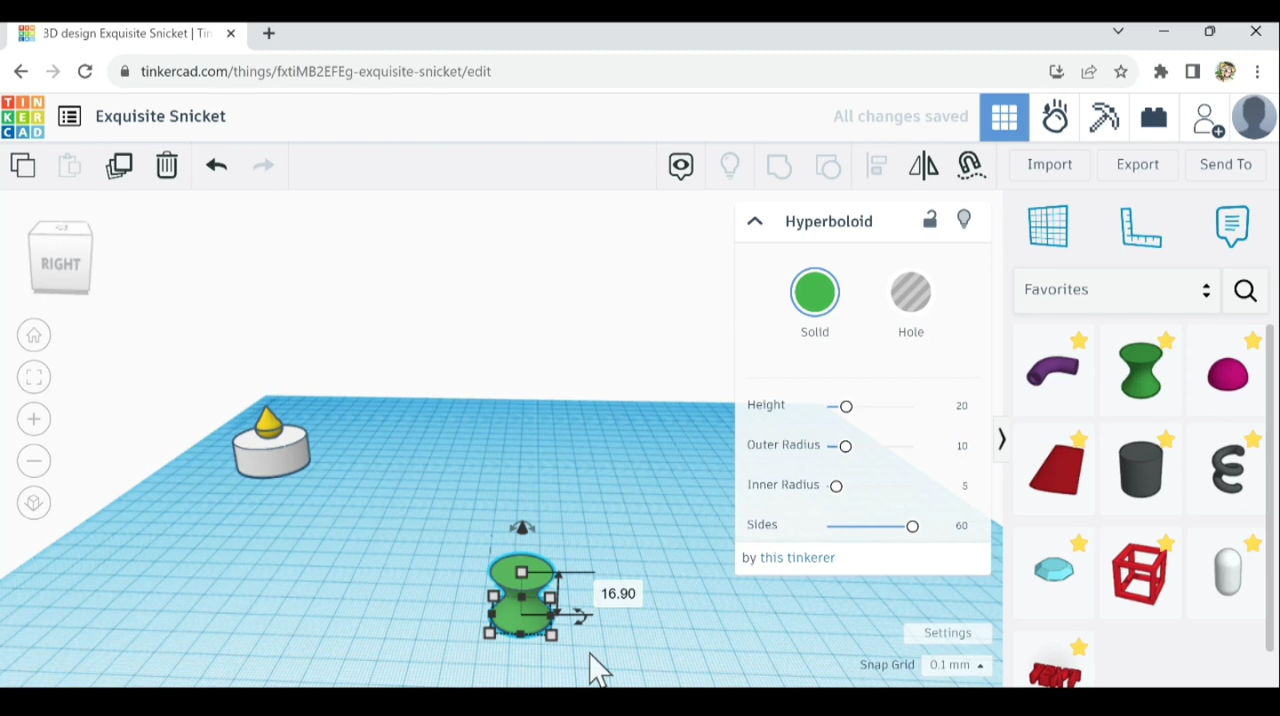 3D design Exquisite Snicket | Tin
tinkercad.com/things/fxtiMB2EFEg-exquisite-snicket/edit
TIN
KER
CAD
Exquisite Snicket
All changes saved
Import
Export
Send To
RIGHT
Hyperboloid
Solid
Hole
Height
20
Outer Radius
10
Inner Radius
5
Sides
60
by this tinkerer
Favorites
16.90
Settings
Snap Grid
0.1 mm
TEXT